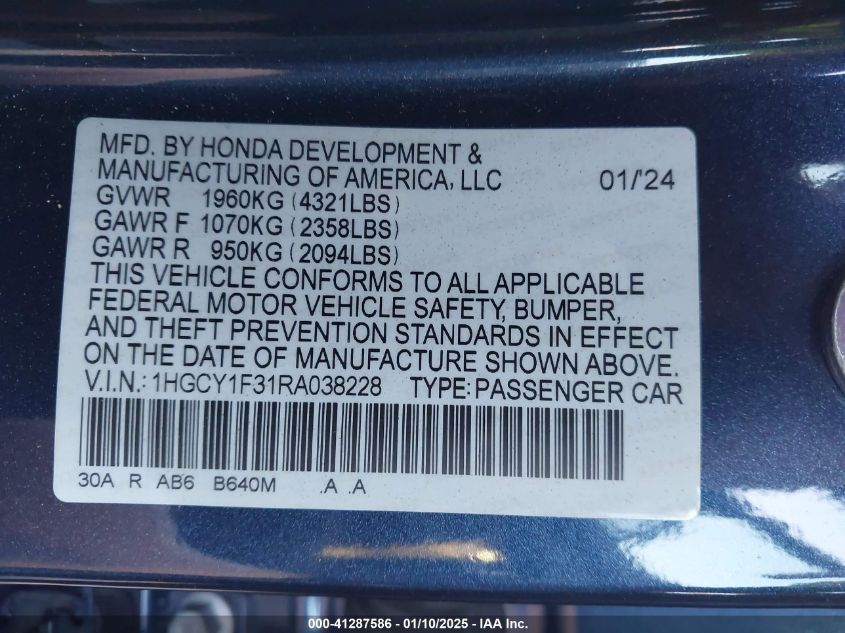 MFD. BY HONDA DEVELOPMENT &
MANUFACTURING OF AMERICA, LLC 01/'24
GVWR 1960KG (4321LBS)
GAWR F 1070KG (2358LBS)
GAWR R 950KG (2094LBS)
THIS VEHICLE CONFORMS TO ALL APPLICABLE
FEDERAL MOTOR VEHICLE SAFETY, BUMPER,
AND THEFT PREVENTION STANDARDS IN EFFECT
ON THE DATE OF MANUFACTURE SHOWN ABOVE.
V.I.N.: 1HGCY1F31RA038228 TYPE: PASSENGER CAR
30A R AB6 B640M .A .A
000-41287586 - 01/10/2025 - IAA Inc.